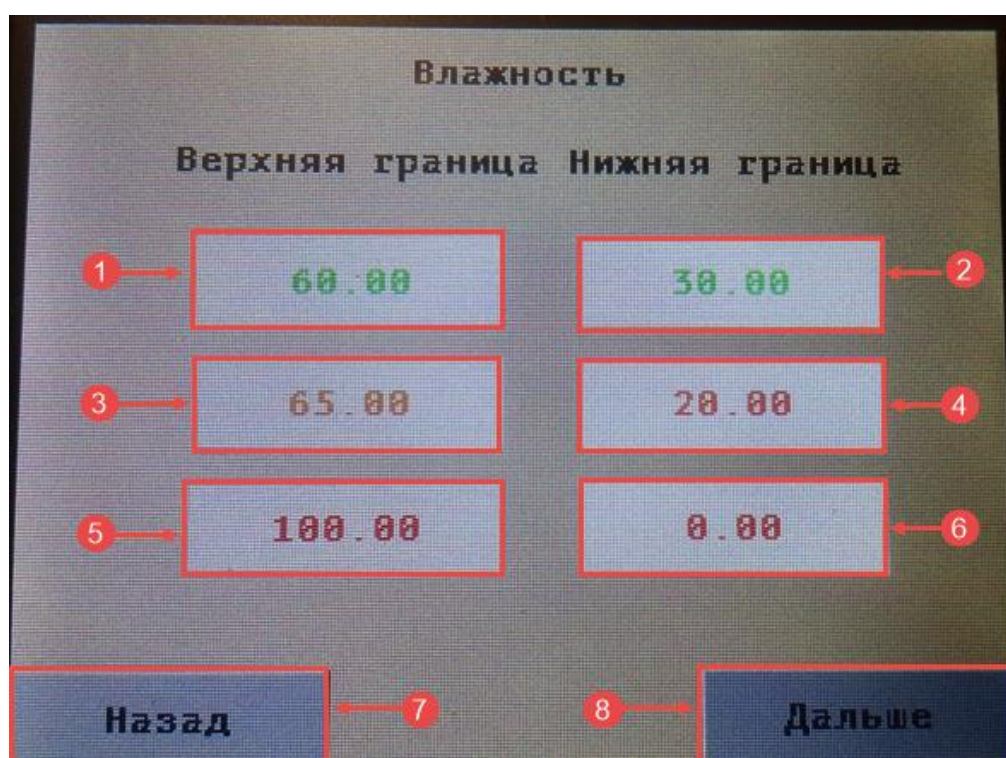 Влажность
Верхняя граница Нижняя граница
1 60.00 30.00 2
3 65.00 20.00 4
5 100.00 0.00 6
Назад 7 8 Дальше